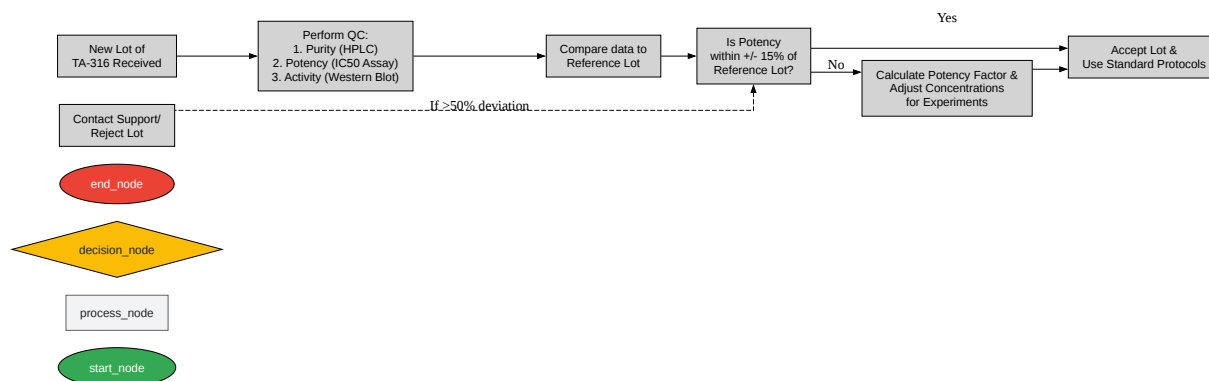 New Lot of
TA-316 Received
Perform QC:
1. Purity (HPLC)
2. Potency (IC50 Assay)
3. Activity (Western Blot)
Compare data to
Reference Lot
Is Potency
within +/- 15% of
Reference Lot?
Yes
No
Calculate Potency Factor &
Adjust Concentrations
for Experiments
Accept Lot &
Use Standard Protocols
Contact Support/
Reject Lot
If >50% deviation
end_node
decision_node
process_node
start_node